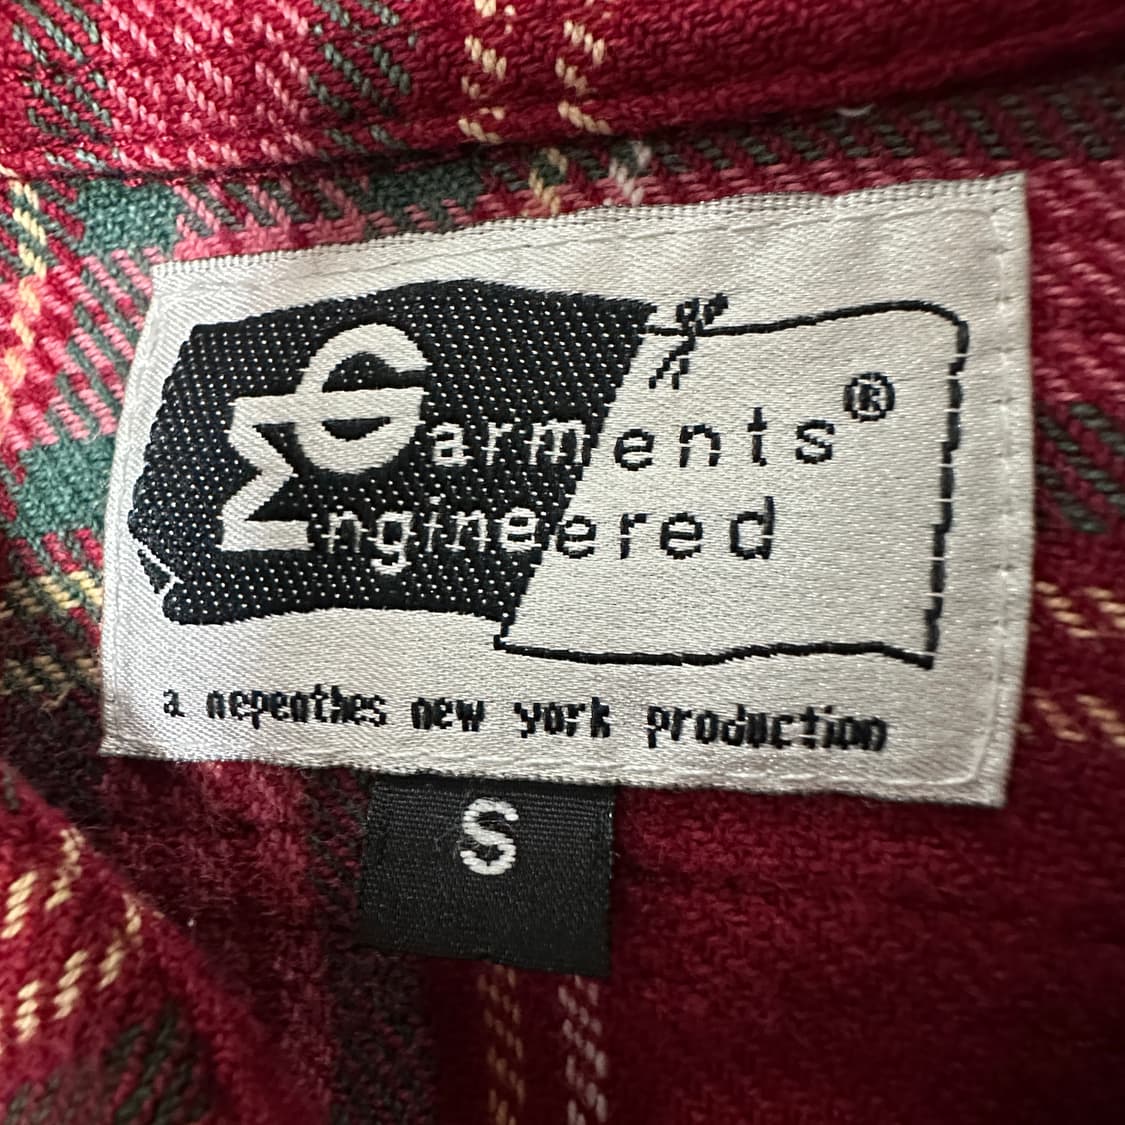 Garments®
Engineered
a nepenthes new york production
S